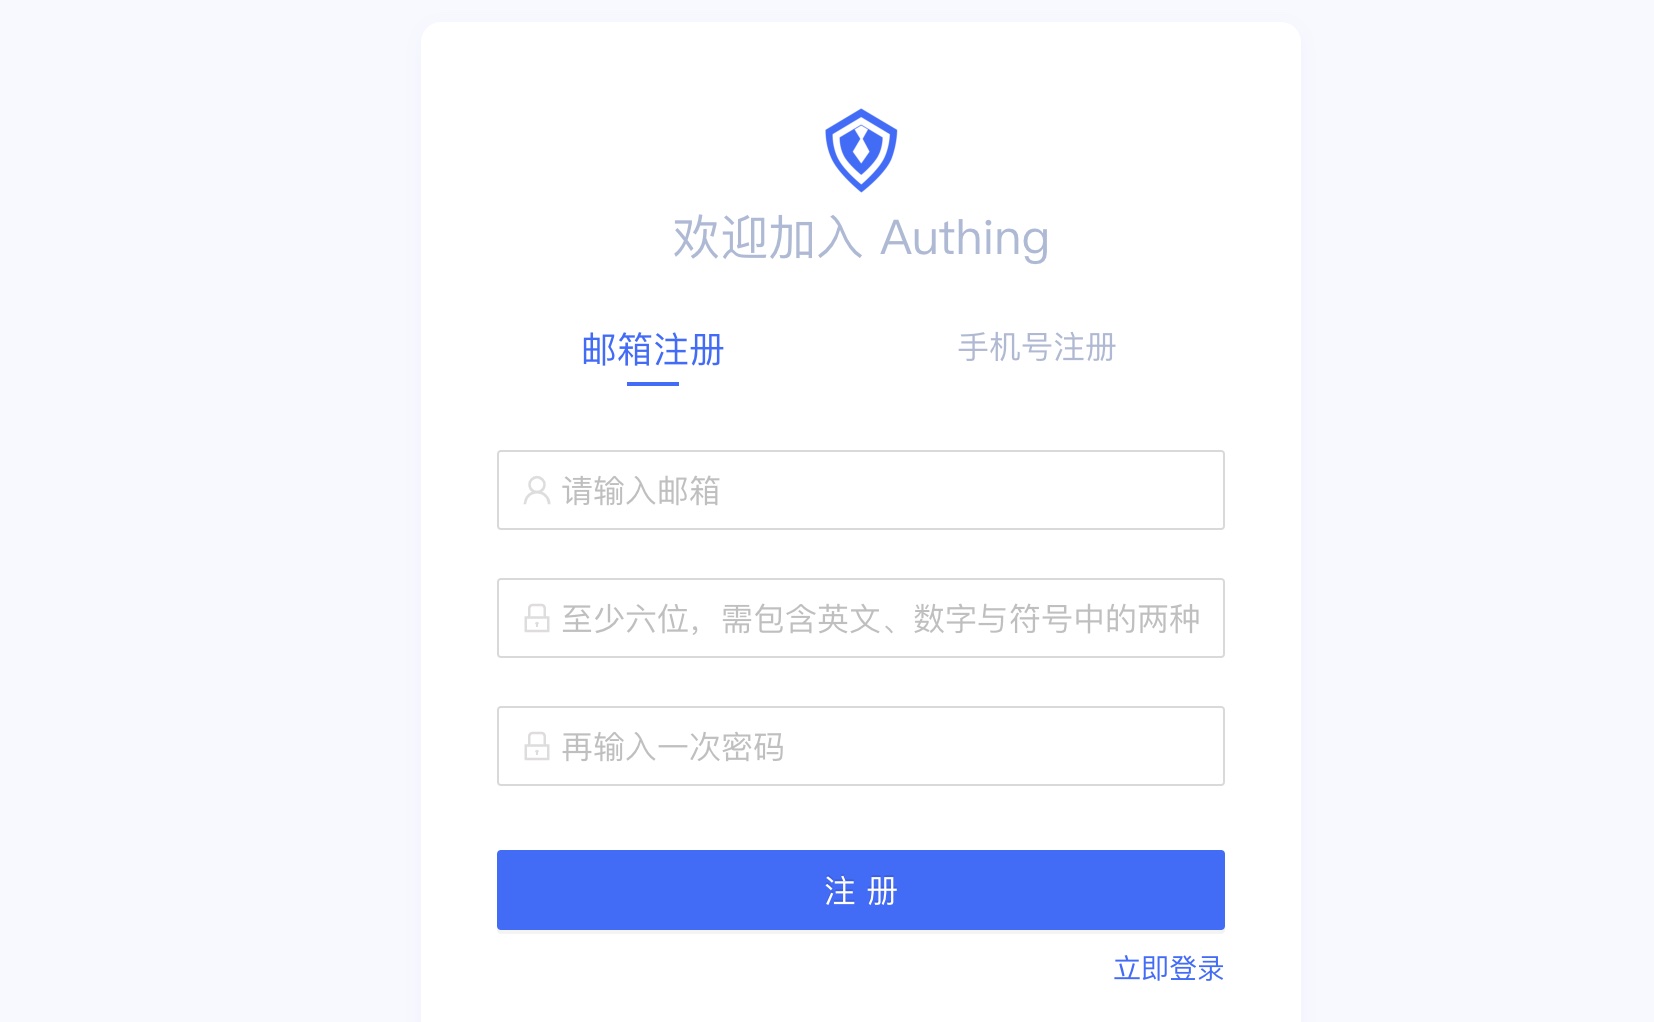 欢迎加入 Authing
邮箱注册
手机号注册
请输入邮箱
至少六位，需包含英文、数字与符号中的两种
再输入一次密码
注 册
立即登录